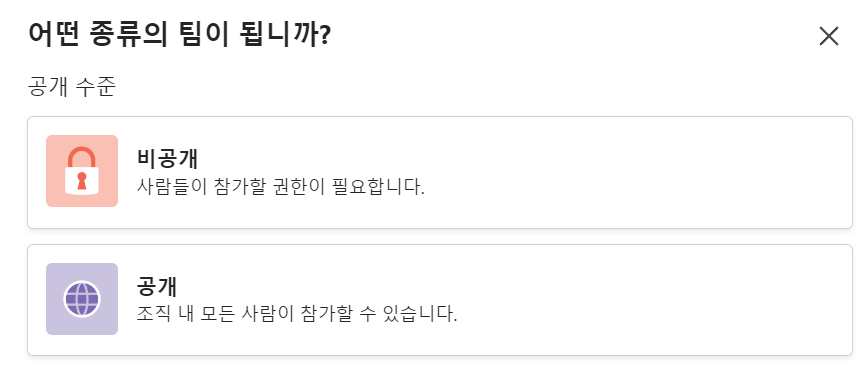 어떤 종류의 팀이 됩니까?
공개 수준
비공개
사람들이 참가할 권한이 필요합니다.
공개
조직 내 모든 사람이 참가할 수 있습니다.